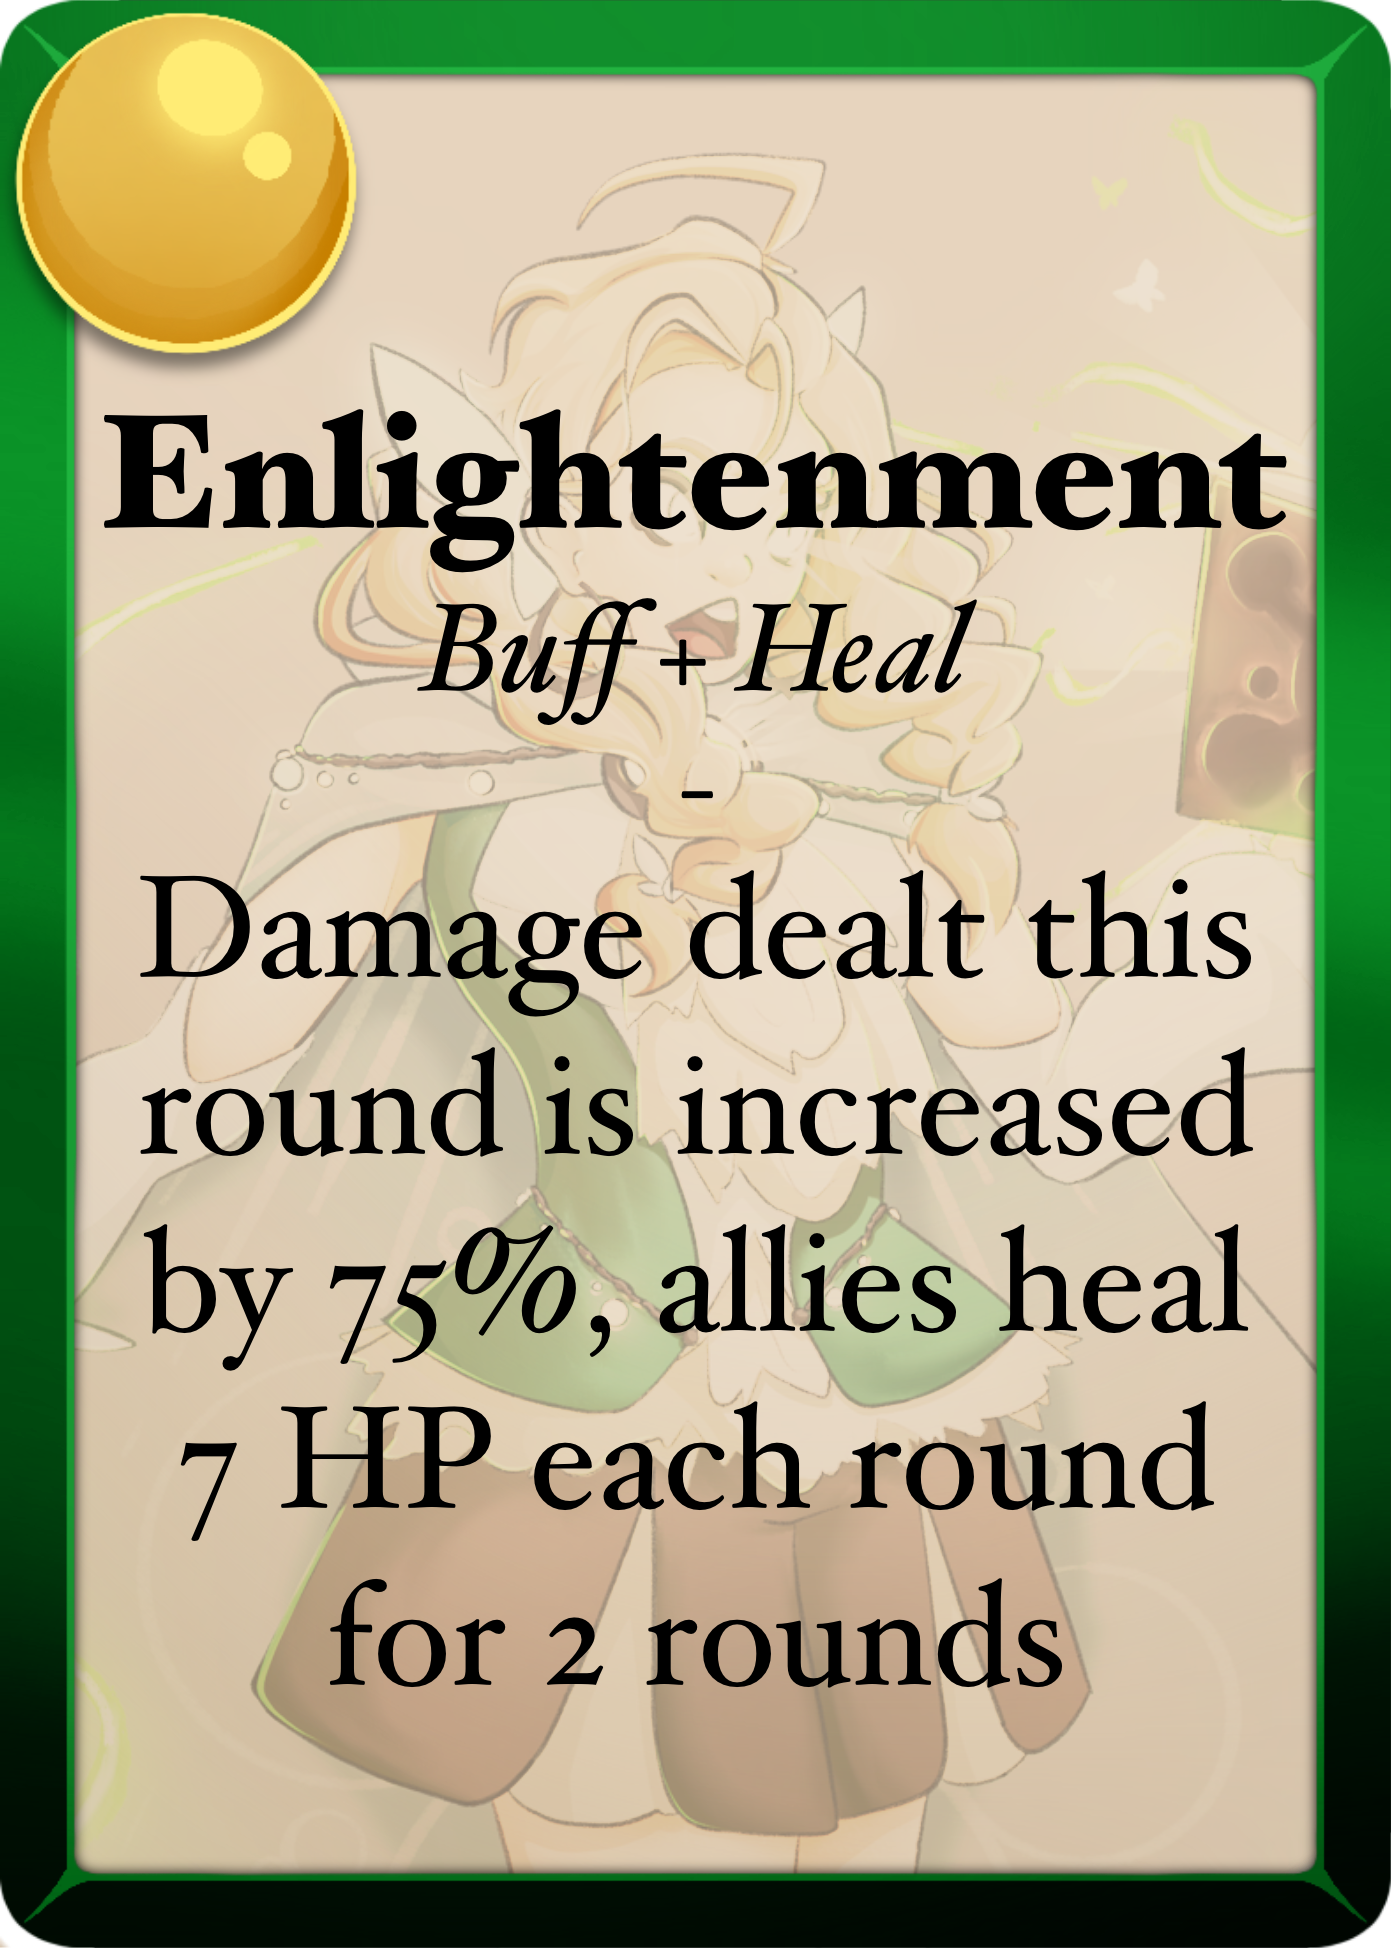 Enlightenment
Buff + Heal
-
Damage dealt this
round is increased
by 75%, allies heal
7 HP each round
for 2 rounds